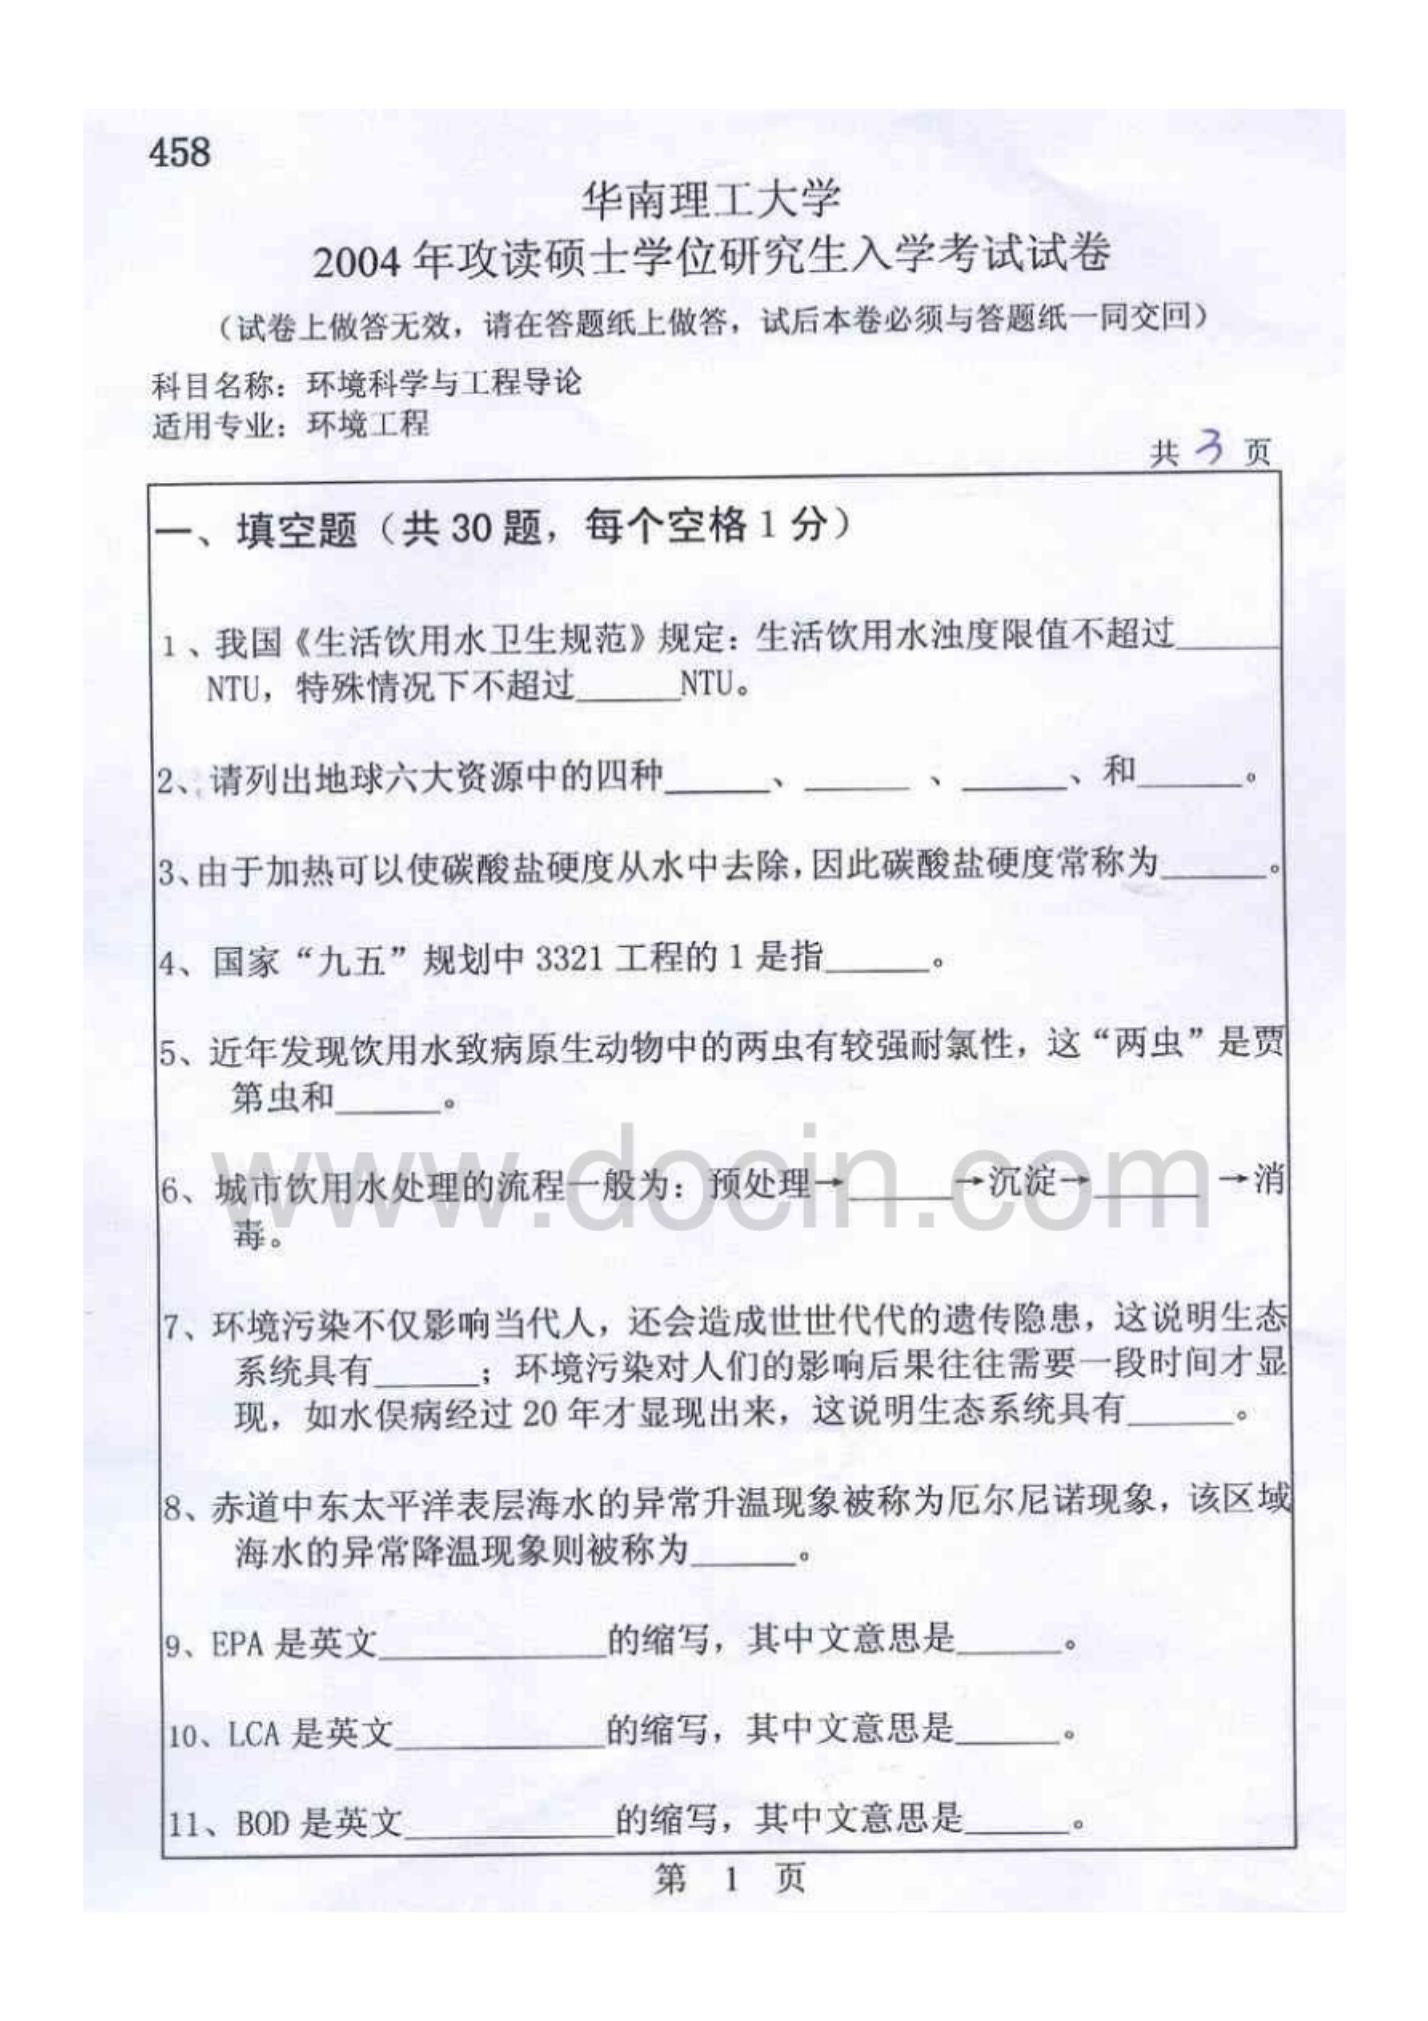 458
华南理工大学
2004 年攻读硕士学位研究生入学考试试卷
（试卷上做答无效，请在答题纸上做答，试后本卷必须与答题纸一同交回）
科目名称：环境科学与工程导论
适用专业：环境工程
共 3 页
一、填空题（共 30 题，每个空格 1 分）
1、我国《生活饮用水卫生规范》规定：生活饮用水浊度限值不超过______
NTU，特殊情况下不超过______NTU。
2、请列出地球六大资源中的四种______、______ 、______、和______。
3、由于加热可以使碳酸盐硬度从水中去除，因此碳酸盐硬度常称为______。
4、国家“九五”规划中 3321 工程的 1 是指______。
5、近年发现饮用水致病原生动物中的两虫有较强耐氯性，这“两虫”是贾
第虫和______。
6、城市饮用水处理的流程一般为：预处理→______→沉淀→______ →消
毒。
www.docin.com
7、环境污染不仅影响当代人，还会造成世世代代的遗传隐患，这说明生态
系统具有______；环境污染对人们的影响后果往往需要一段时间才显
现，如水俣病经过 20 年才显现出来，这说明生态系统具有______。
8、赤道中东太平洋表层海水的异常升温现象被称为厄尔尼诺现象，该区域
海水的异常降温现象则被称为______。
9、EPA 是英文_____________的缩写，其中文意思是______。
10、LCA 是英文____________的缩写，其中文意思是______。
11、BOD 是英文____________的缩写，其中文意思是______。
第 1 页